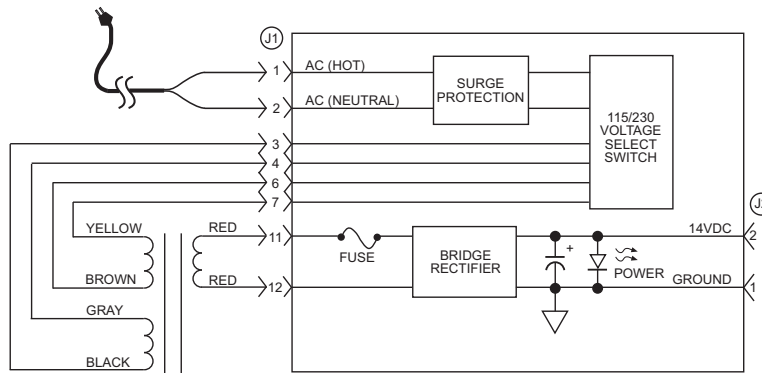 J1
1 AC (HOT)
2 AC (NEUTRAL)
SURGE
PROTECTION
115/230
VOLTAGE
SELECT
SWITCH
3
4
6
7
YELLOW
BROWN
GRAY
BLACK
RED
RED
11
12
FUSE
BRIDGE
RECTIFIER
+
POWER
14VDC
GROUND
2
1